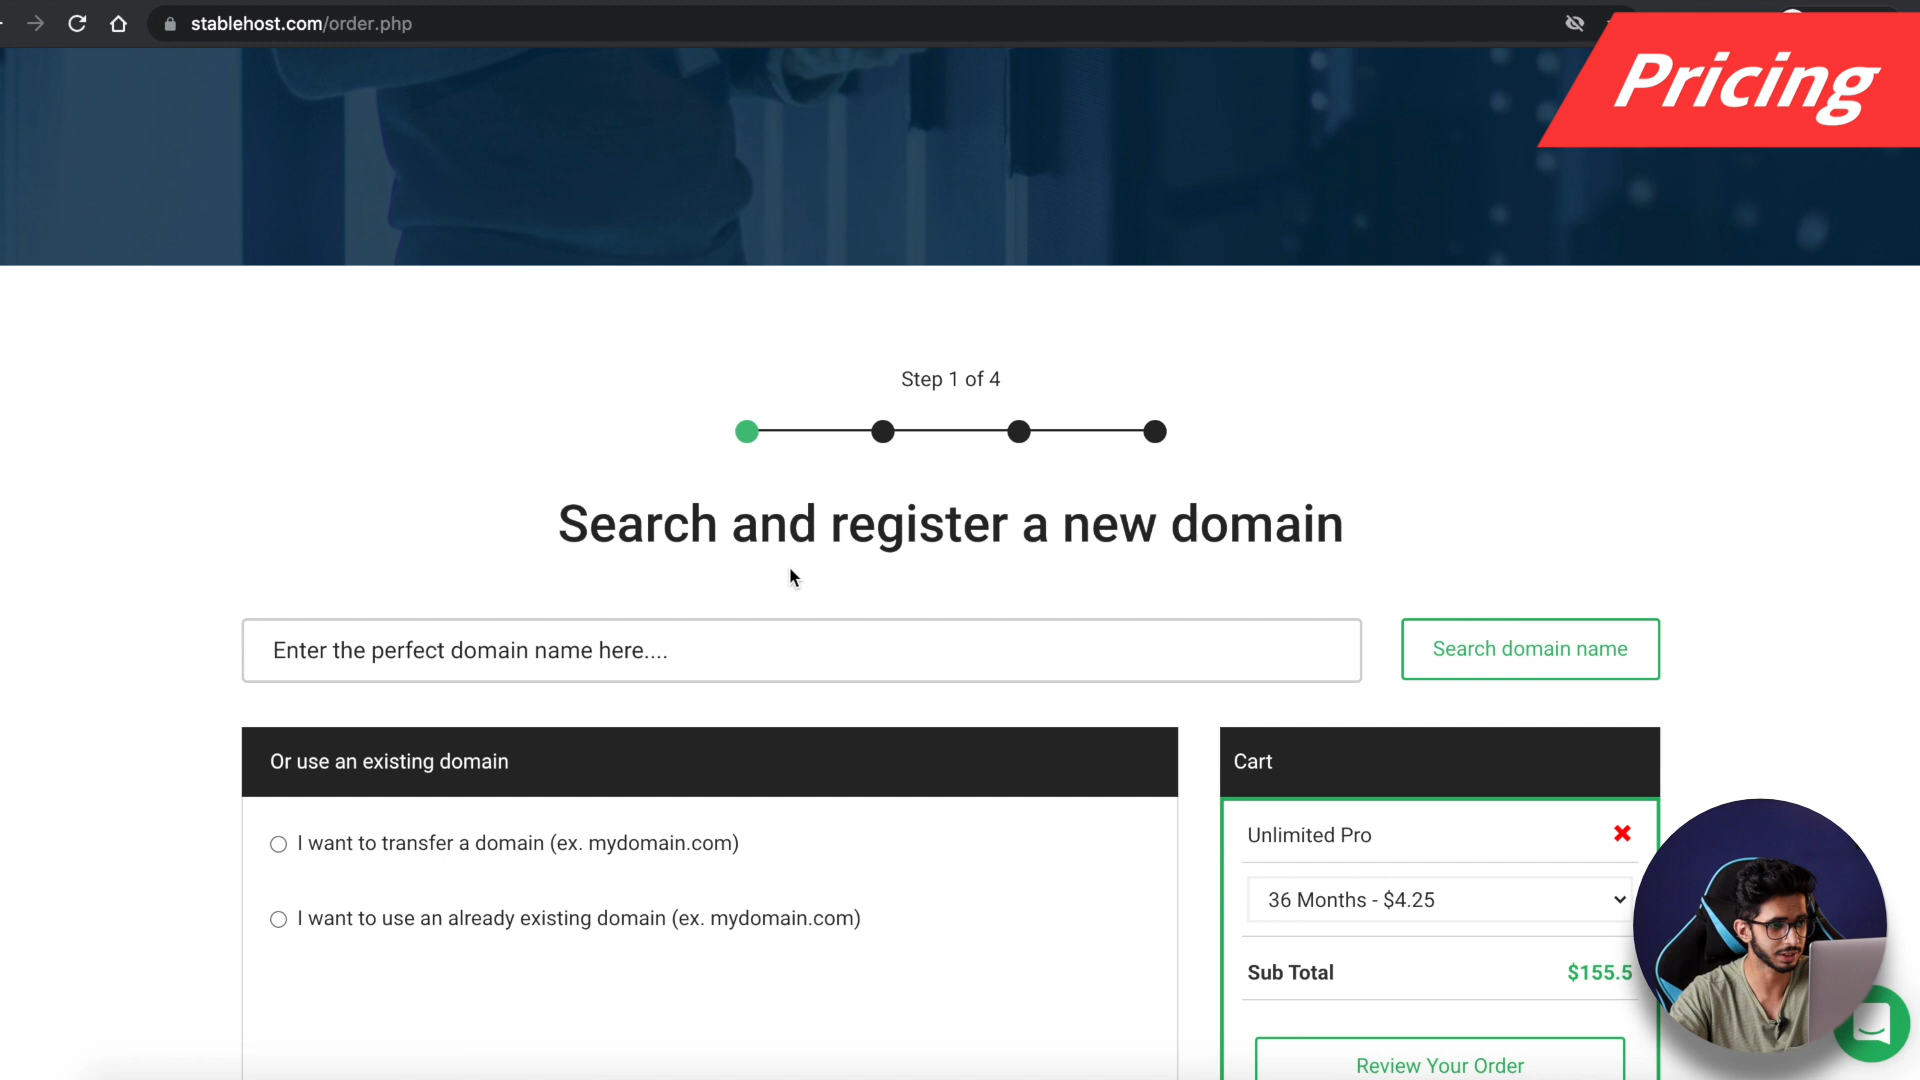 stablehost.com/order.php
Pricing
Step 1 of 4
Search and register a new domain
Enter the perfect domain name here....
Search domain name
Or use an existing domain
Cart
I want to transfer a domain (ex. mydomain.com)
Unlimited Pro
36 Months - $4.25
I want to use an already existing domain (ex. mydomain.com)
Sub Total
$155.5
Review Your Order